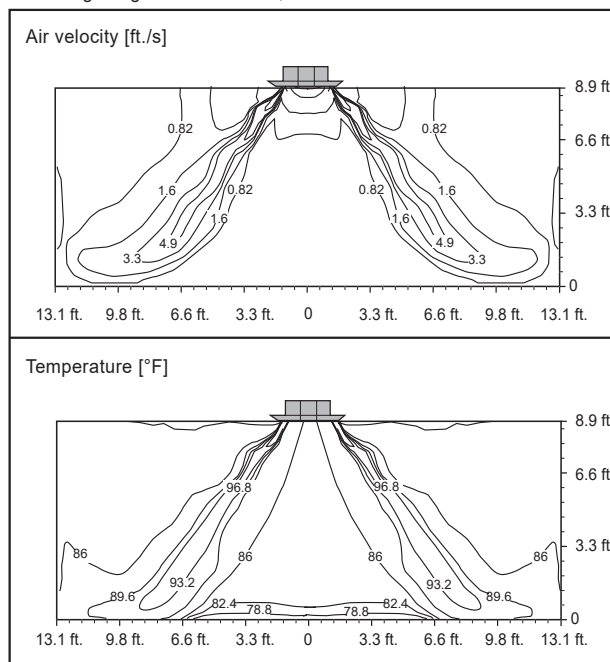 Air velocity [ft./s]
8.9 ft
0.82
0.82
6.6 ft
1.6
0.82
0.82
1.6
3.3 ft
1.6
1.6
4.9
4.9
3.3
3.3
0
13.1 ft.
9.8 ft.
6.6 ft.
3.3 ft.
0
3.3 ft.
6.6 ft.
9.8 ft.
13.1 ft.
Temperature [°F]
8.9 ft
6.6 ft
96.8
96.8
86
86
86
86
3.3 ft
93.2
93.2
89.6
89.6
82.4
82.4
78.8
78.8
0
13.1 ft.
9.8 ft.
6.6 ft.
3.3 ft.
0
3.3 ft.
6.6 ft.
9.8 ft.
13.1 ft.